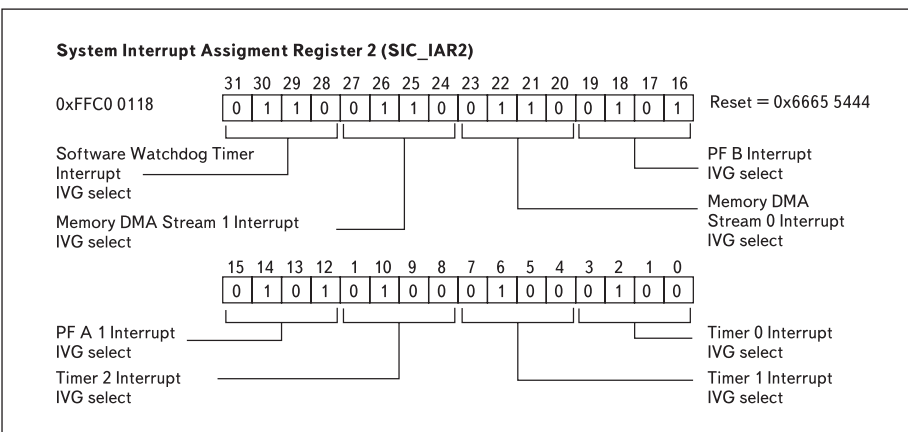 System Interrupt Assigment Register 2 (SIC_IAR2)
31 30 29 28 27 26 25 24 23 22 21 20 19 18 17 16
0xFFC0 0118
0 1 1 0 0 1 1 0 0 1 1 0 0 1 0 1
Reset = 0x6665 5444
Software Watchdog Timer
Interrupt
IVG select
PF B Interrupt
IVG select
Memory DMA Stream 1 Interrupt
IVG select
Memory DMA
Stream 0 Interrupt
IVG select
15 14 13 12 1 10 9 8 7 6 5 4 3 2 1 0
0 1 0 1 0 1 0 0 0 1 0 0 0 1 0 0
PF A 1 Interrupt
IVG select
Timer 0 Interrupt
IVG select
Timer 2 Interrupt
IVG select
Timer 1 Interrupt
IVG select